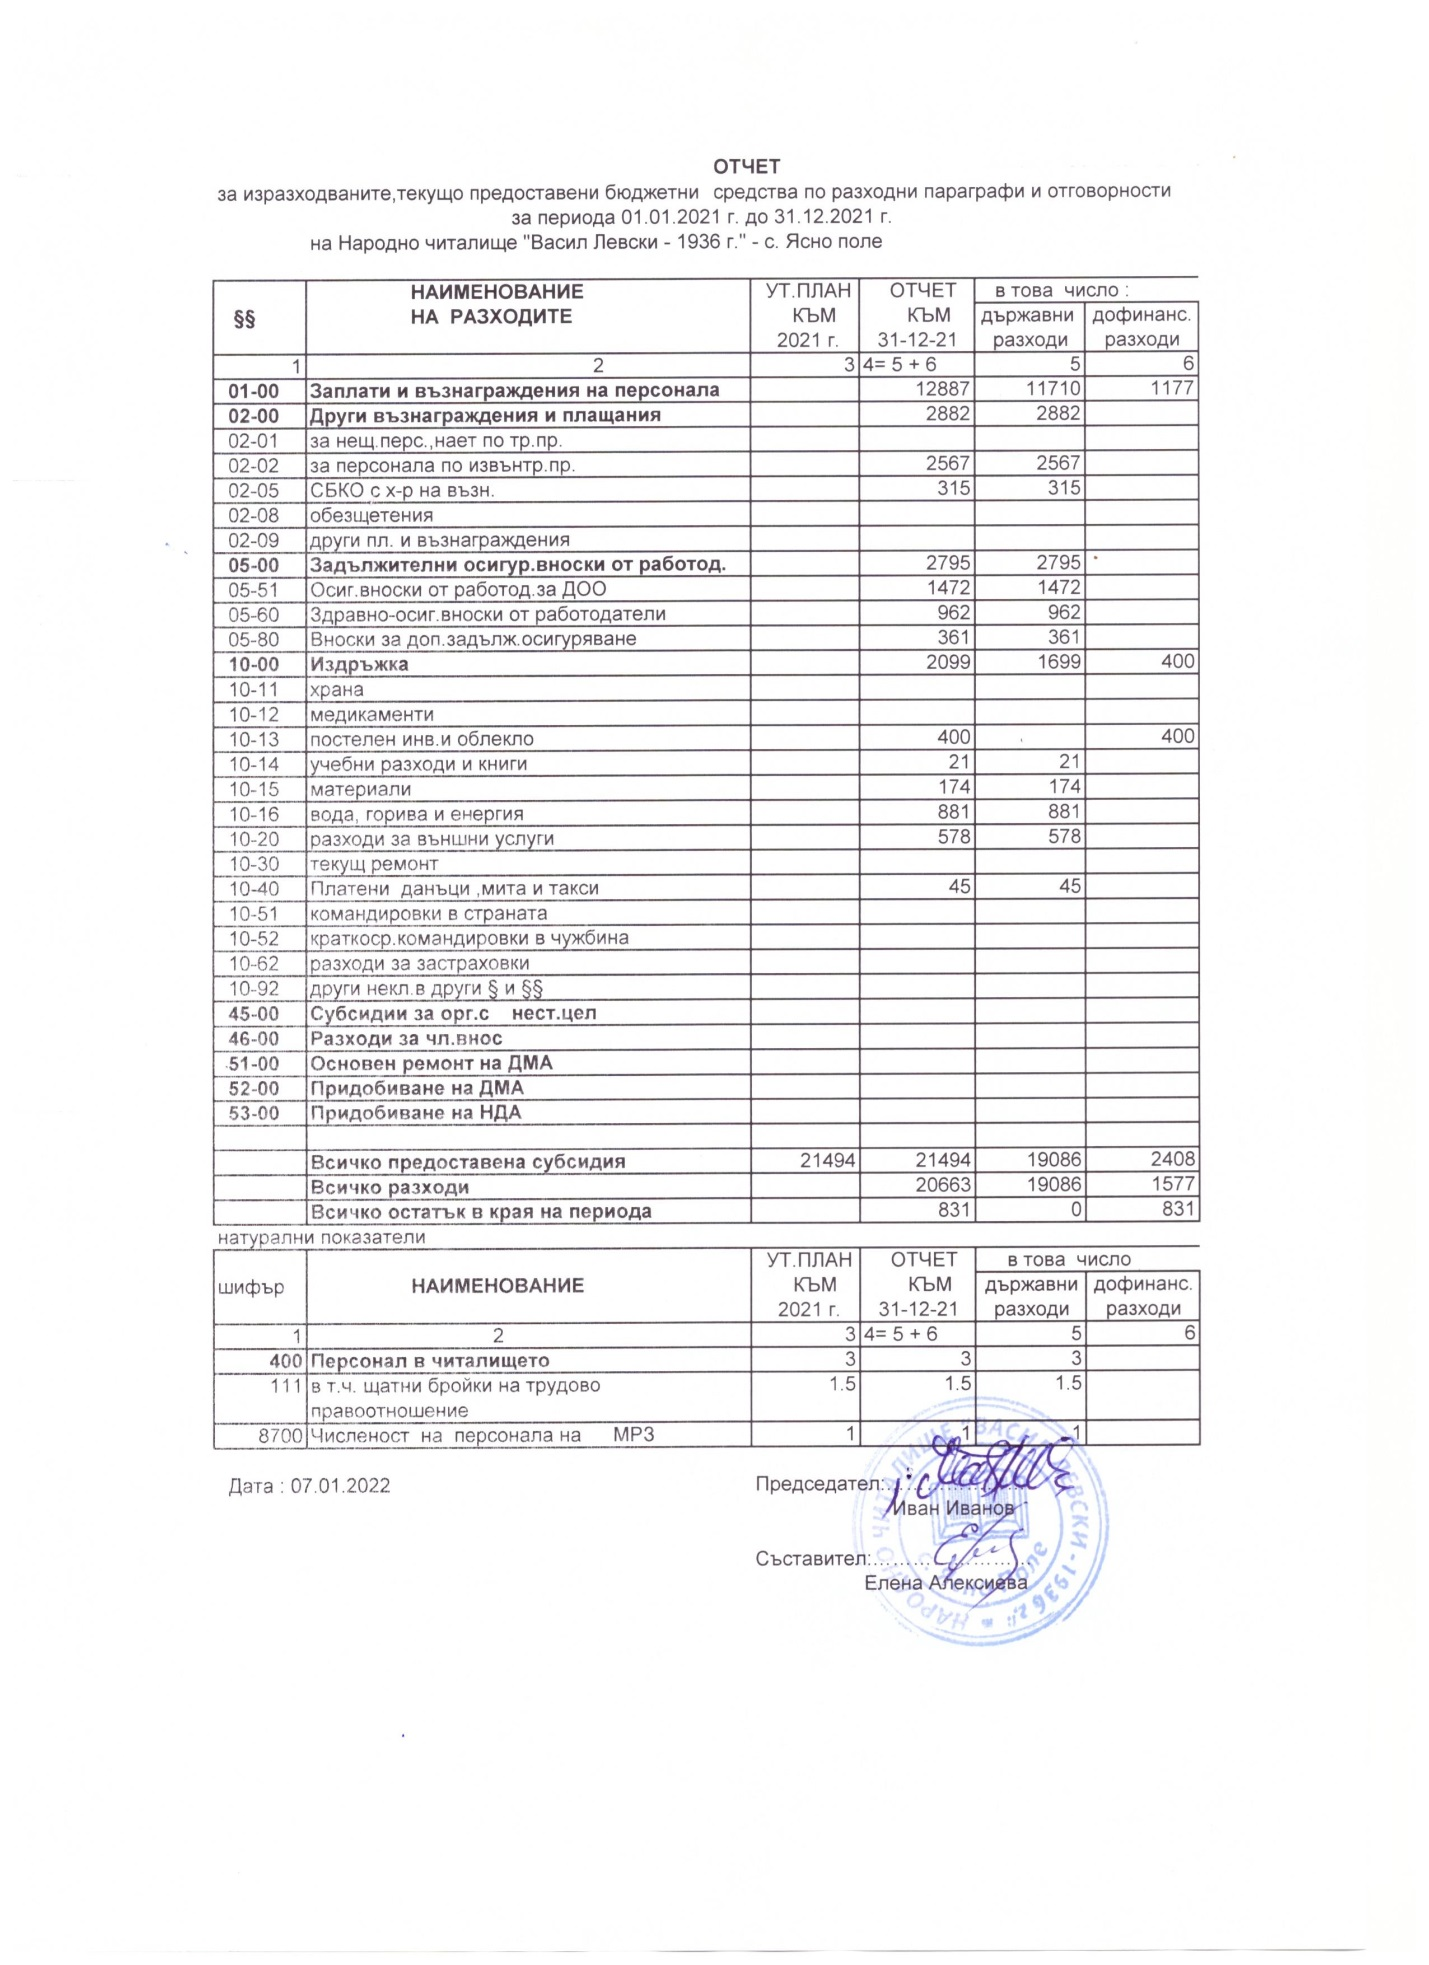 ОТЧЕТ
за изразходваните,текущо предоставени бюджетни средства по разходни параграфи и отговорности
за периода 01.01.2021 г. до 31.12.2021 г.
на Народно читалище "Васил Левски - 1936 г." - с. Ясно поле
§§ НАИМЕНОВАНИЕ НА РАЗХОДИТЕ УТ.ПЛАН КЪМ 2021 г. ОТЧЕТ КЪМ 31-12-21 в това число : държавни разходи дофинанс. разходи
1 2 3 4= 5 + 6 5 6
01-00 Заплати и възнаграждения на персонала 12887 11710 1177
02-00 Други възнаграждения и плащания 2882 2882
02-01 за нещ.перс.,нает по тр.пр.
02-02 за персонала по извънтр.пр. 2567 2567
02-05 СБКО с х-р на възн. 315 315
02-08 обезщетения
02-09 други пл. и възнаграждения
05-00 Задължителни осигур.вноски от работод. 2795 2795
05-51 Осиг.вноски от работод.за ДОО 1472 1472
05-60 Здравно-осиг.вноски от работодатели 962 962
05-80 Вноски за доп.задълж.осигуряване 361 361
10-00 Издръжка 2099 1699 400
10-11 храна
10-12 медикаменти
10-13 постелен инв.и облекло 400 400
10-14 учебни разходи и книги 21 21
10-15 материали 174 174
10-16 вода, горива и енергия 881 881
10-20 разходи за външни услуги 578 578
10-30 текущ ремонт
10-40 Платени данъци ,мита и такси 45 45
10-51 командировки в страната
10-52 краткоср.командировки в чужбина
10-62 разходи за застраховки
10-92 други некл.в други § и §§
45-00 Субсидии за орг.с нест.цел
46-00 Разходи за чл.внос
51-00 Основен ремонт на ДМА
52-00 Придобиване на ДМА
53-00 Придобиване на НДА
Всичко предоставена субсидия 21494 21494 19086 2408
Всичко разходи 20663 19086 1577
Всичко остатък в края на периода 831 0 831
натурални показатели
шифър НАИМЕНОВАНИЕ УТ.ПЛАН КЪМ 2021 г. ОТЧЕТ КЪМ 31-12-21 в това число държавни разходи дофинанс. разходи
1 2 3 4= 5 + 6 5 6
400 Персонал в читалището 3 3 3
111 в т.ч. щатни бройки на трудово 1.5 1.5 1.5
правоотношение
8700 Численост на персонала на МРЗ 1 1 1
Дата : 07.01.2022 Председател:
Иван Иванов
Съставител:
Елена Алексиева
НАРОДНО ЧИТАЛИЩЕ "ВАСИЛ ЛЕВСКИ - 1936 г."
с. Ясно поле